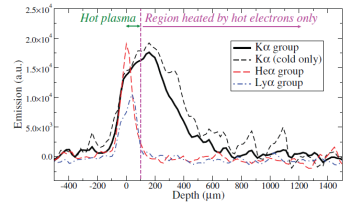 Hot plasma Region heated by hot electrons only
2.5×10⁴
2.0×10⁴
1.5×10⁴
1.0×10⁴
5.0×10³
0.0
Emission (a.u.)
Kα group
Kα (cold only)
Heα group
Lyα group
-400 -200 0 200 400 600 800 1000 1200 1400
Depth (μm)